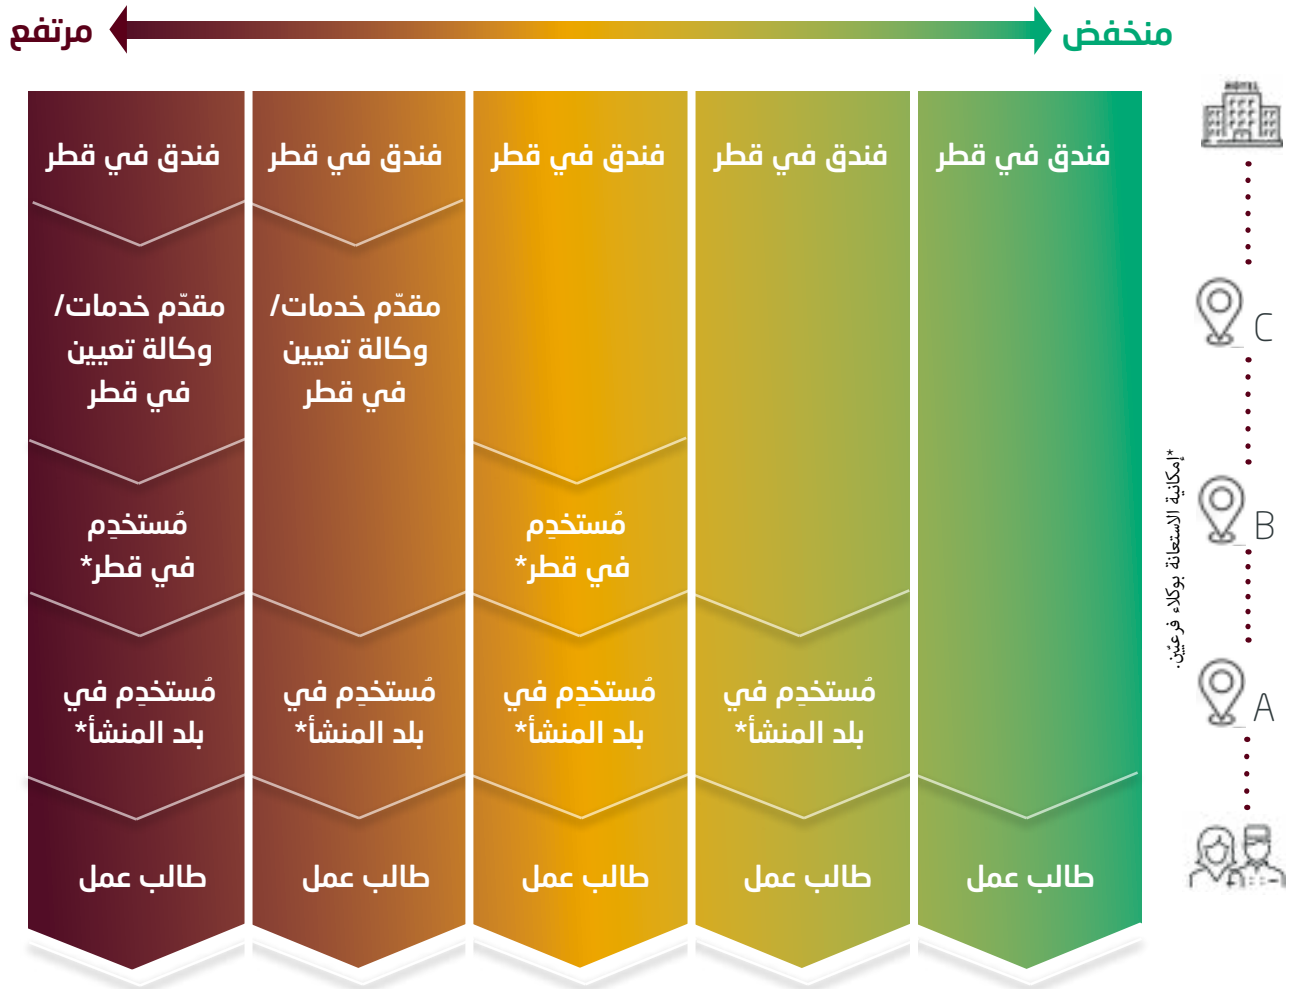 منخفض
مرتفع
HOTEL
فندق في قطر
فندق في قطر
فندق في قطر
فندق في قطر
فندق في قطر
C
مقدّم خدمات/
وكالة تعيين
في قطر
مقدّم خدمات/
وكالة تعيين
في قطر
B
مُستخدِم
في قطر*
مُستخدِم
في قطر*
*إمكانية الاستعانة بوكلاء فرعيّين.
A
مُستخدِم في
بلد المنشأ*
مُستخدِم في
بلد المنشأ*
مُستخدِم في
بلد المنشأ*
مُستخدِم في
بلد المنشأ*
طالب عمل
طالب عمل
طالب عمل
طالب عمل
طالب عمل